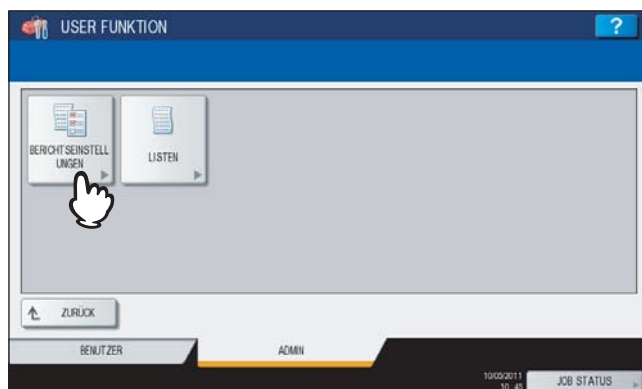 USER FUNKTION
?
BERICHTSEINSTELL
UNGEN
LISTEN
ZURÜCK
BENUTZER
ADMIN
10/03/2011
10 45
JOB STATUS